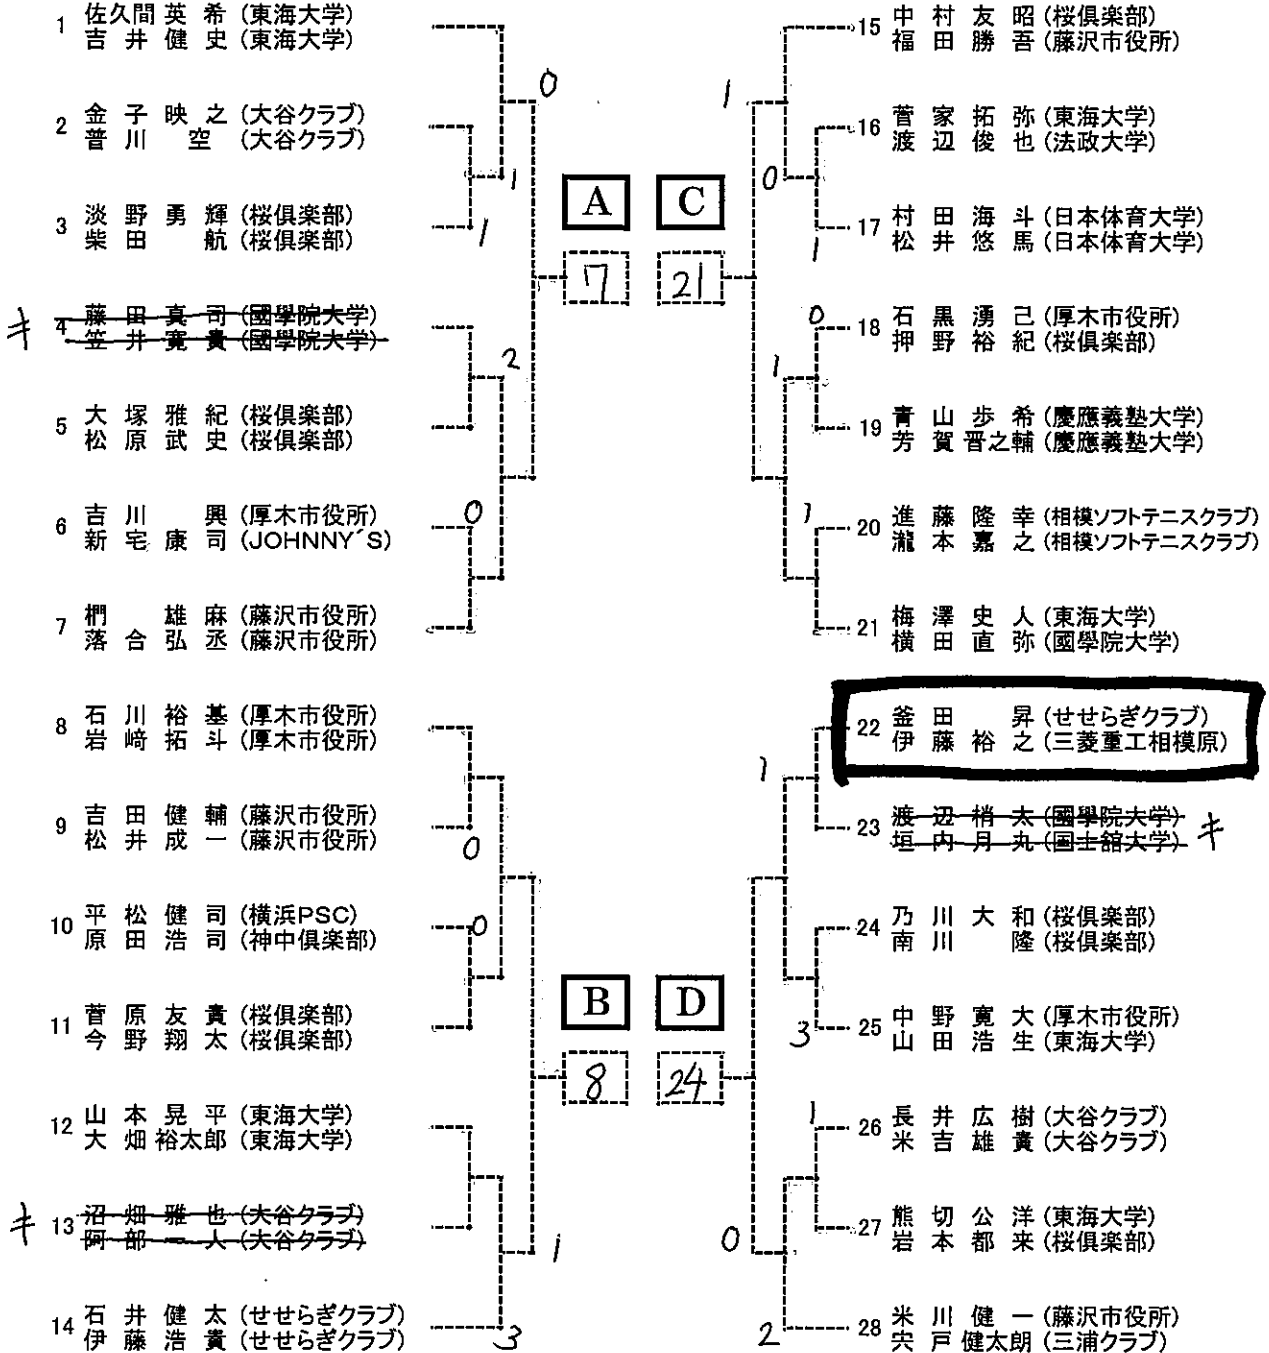 1 佐久間英希 (東海大学)
吉井健史 (東海大学)
2 金子映之 (大谷クラブ)
普川 空 (大谷クラブ)
3 淡野勇輝 (桜倶楽部)
柴田 航 (桜倶楽部)
キ 4 藤田真司 (國學院大学)
笠井寛貴 (國學院大学)
5 大塚雅紀 (桜倶楽部)
松原武史 (桜倶楽部)
6 吉川 興 (厚木市役所)
新宅康司 (JOHNNY´S)
7 椚 雄麻 (藤沢市役所)
落合弘丞 (藤沢市役所)
8 石川裕基 (厚木市役所)
岩﨑拓斗 (厚木市役所)
9 吉田健輔 (藤沢市役所)
松井成一 (藤沢市役所)
10 平松健司 (横浜PSC)
原田浩司 (神中倶楽部)
11 菅原友貴 (桜倶楽部)
今野翔太 (桜倶楽部)
12 山本晃平 (東海大学)
大畑裕太郎 (東海大学)
キ 13 沼畑雅也 (大谷クラブ)
阿部一人 (大谷クラブ)
14 石井健太 (せせらぎクラブ)
伊藤浩貴 (せせらぎクラブ)
0
1
1
2
0
0
0
1
3
A
7
B
8
C
21
D
24
1
0
1
0
1
1
1
3
1
0
2
15 中村友昭 (桜倶楽部)
福田勝吾 (藤沢市役所)
16 菅家拓弥 (東海大学)
渡辺俊也 (法政大学)
17 村田海斗 (日本体育大学)
松井悠馬 (日本体育大学)
18 石黒湧己 (厚木市役所)
押野裕紀 (桜倶楽部)
19 青山歩希 (慶應義塾大学)
芳賀晋之輔 (慶應義塾大学)
20 進藤隆幸 (相模ソフトテニスクラブ)
瀧本嘉之 (相模ソフトテニスクラブ)
21 梅澤史人 (東海大学)
横田直弥 (國學院大学)
22 釜田 昇 (せせらぎクラブ)
伊藤裕之 (三菱重工相模原)
23 渡辺梢太 (國學院大学) キ
垣内月丸 (国士舘大学)
24 乃川大和 (桜倶楽部)
南川 隆 (桜倶楽部)
25 中野寛大 (厚木市役所)
山田浩生 (東海大学)
26 長井広樹 (大谷クラブ)
米吉雄貴 (大谷クラブ)
27 熊切公洋 (東海大学)
岩本都来 (桜倶楽部)
28 米川健一 (藤沢市役所)
宍戸健太朗 (三浦クラブ)